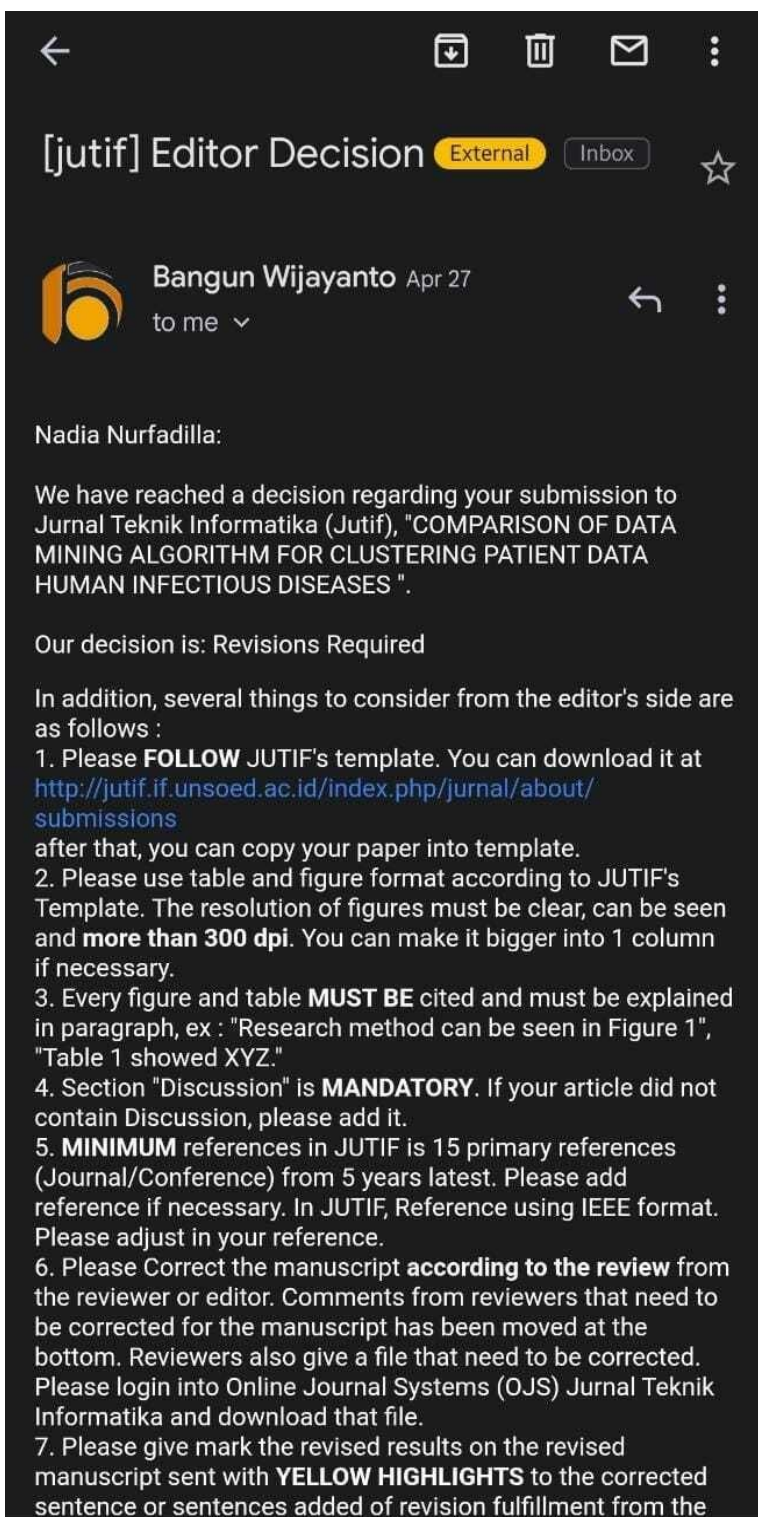 [jutif] Editor Decision External Inbox
Bangun Wijayanto Apr 27
to me
Nadia Nurfadilla:
We have reached a decision regarding your submission to
Jurnal Teknik Informatika (Jutif), "COMPARISON OF DATA
MINING ALGORITHM FOR CLUSTERING PATIENT DATA
HUMAN INFECTIOUS DISEASES ".
Our decision is: Revisions Required
In addition, several things to consider from the editor's side are
as follows :
1. Please FOLLOW JUTIF's template. You can download it at
http://jutif.if.unsoed.ac.id/index.php/jurnal/about/
submissions
after that, you can copy your paper into template.
2. Please use table and figure format according to JUTIF's
Template. The resolution of figures must be clear, can be seen
and more than 300 dpi. You can make it bigger into 1 column
if necessary.
3. Every figure and table MUST BE cited and must be explained
in paragraph, ex : "Research method can be seen in Figure 1",
"Table 1 showed XYZ."
4. Section "Discussion" is MANDATORY. If your article did not
contain Discussion, please add it.
5. MINIMUM references in JUTIF is 15 primary references
(Journal/Conference) from 5 years latest. Please add
reference if necessary. In JUTIF, Reference using IEEE format.
Please adjust in your reference.
6. Please Correct the manuscript according to the review from
the reviewer or editor. Comments from reviewers that need to
be corrected for the manuscript has been moved at the
bottom. Reviewers also give a file that need to be corrected.
Please login into Online Journal Systems (OJS) Jurnal Teknik
Informatika and download that file.
7. Please give mark the revised results on the revised
manuscript sent with YELLOW HIGHLIGHTS to the corrected
sentence or sentences added of revision fulfillment from the